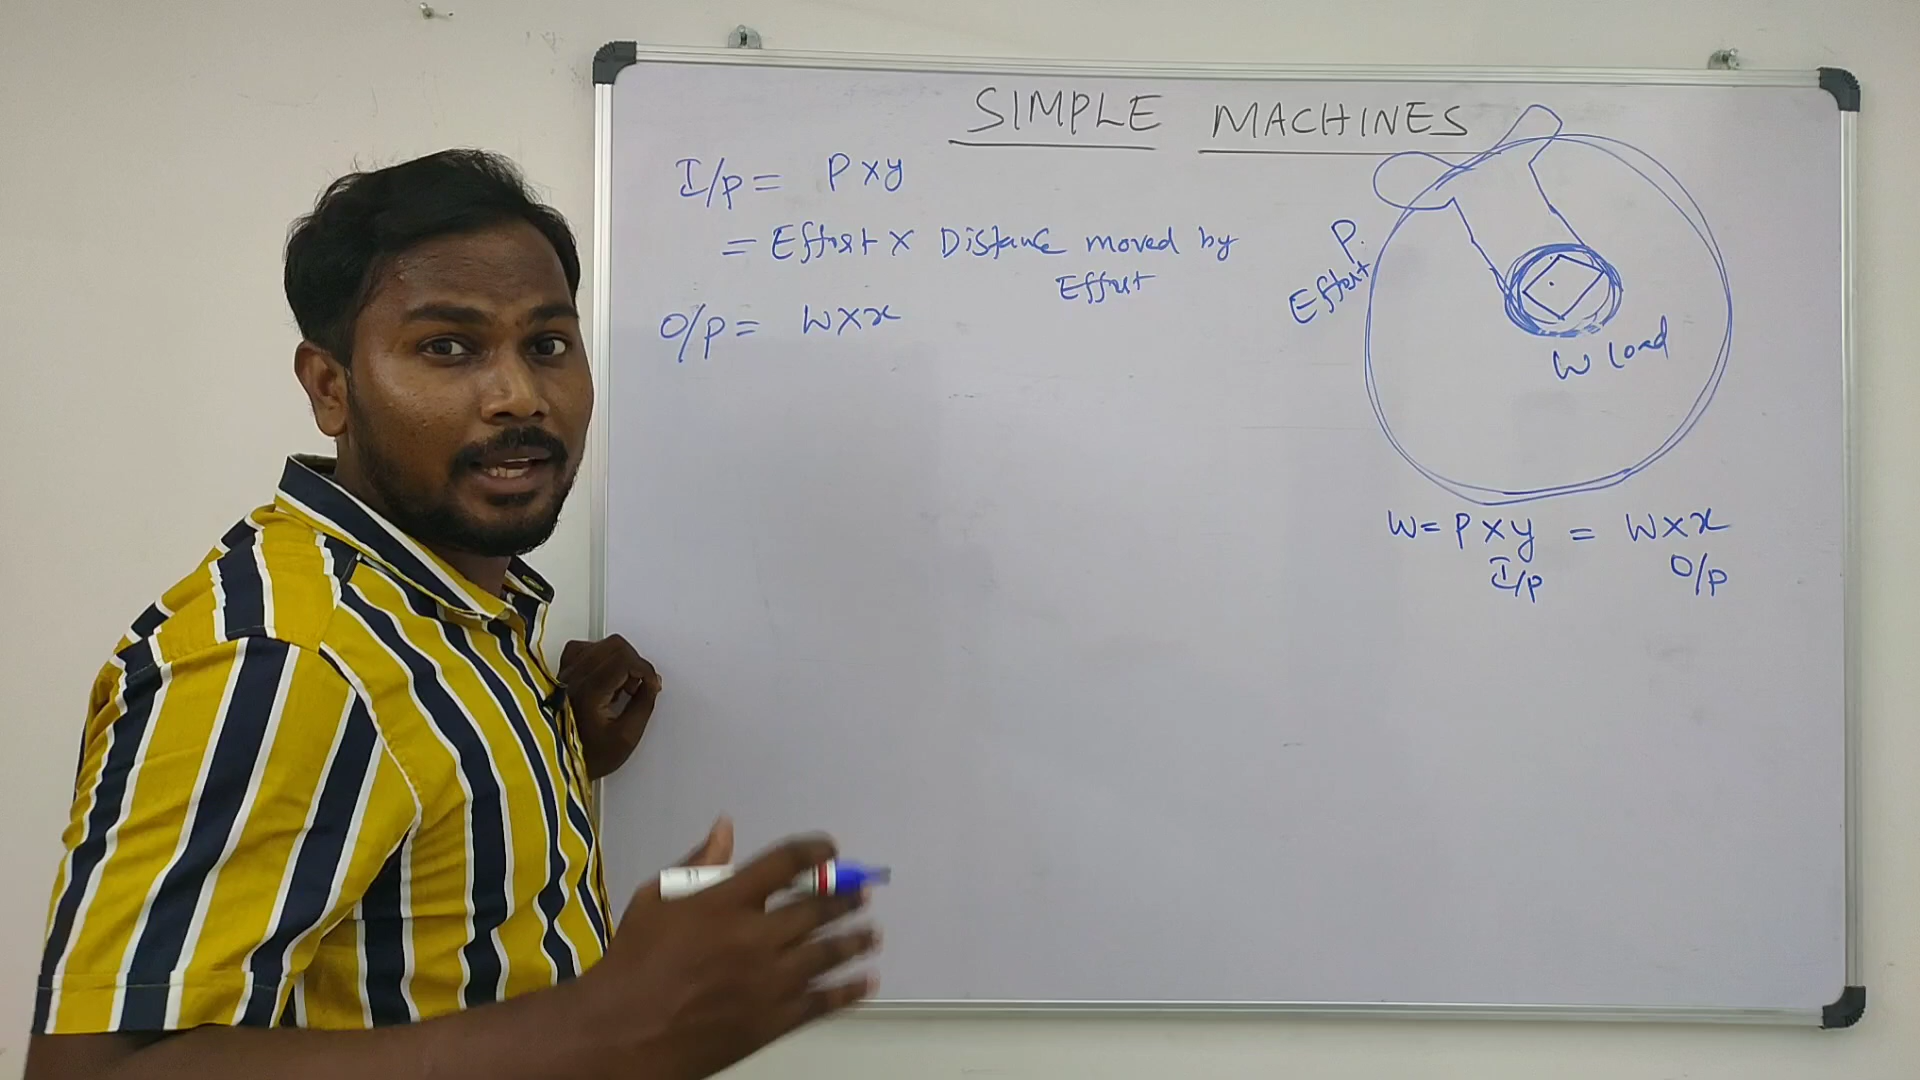 SIMPLE MACHINES
I/p = P x y
= Effort x Distance moved by
Effort
O/p = W x x
P.
Effort
W load
W = P x y = W x x
I/p O/p